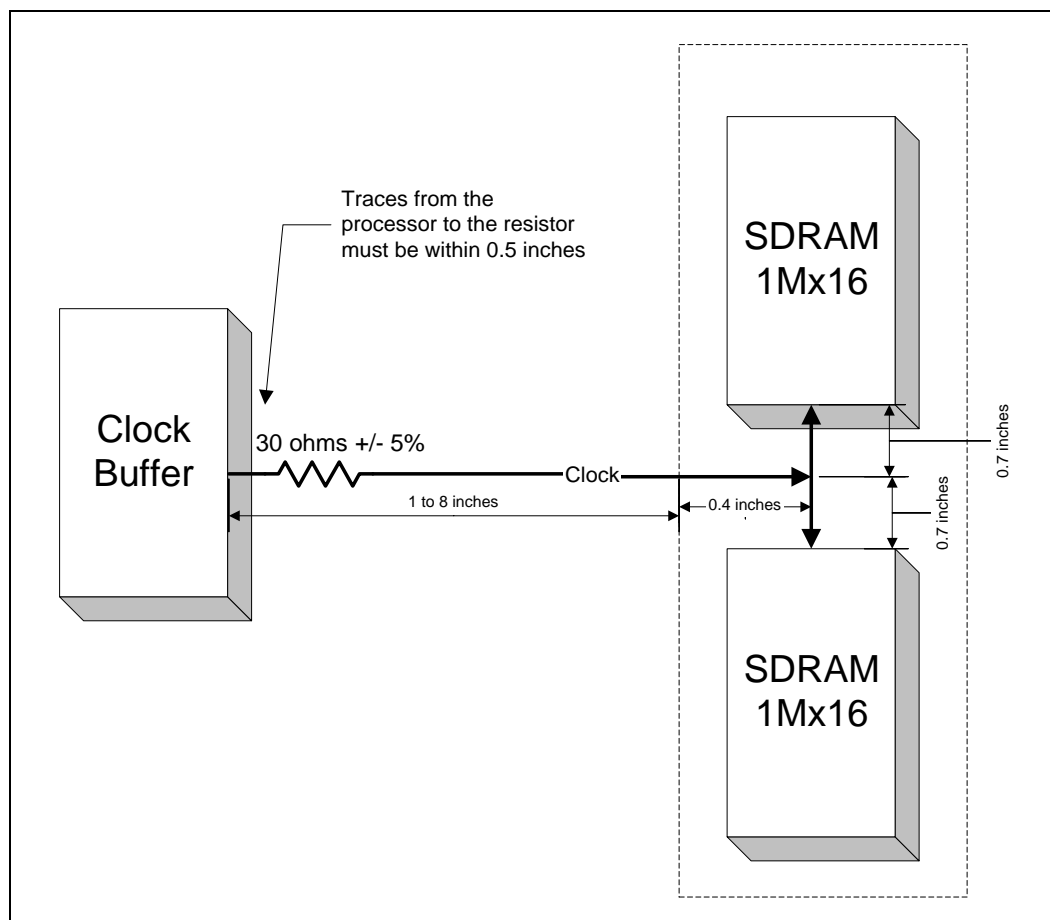 Traces from the
processor to the resistor
must be within 0.5 inches
SDRAM
1Mx16
Clock
Buffer
30 ohms +/- 5%
Clock
1 to 8 inches
0.4 inches
0.7 inches
0.7 inches
SDRAM
1Mx16